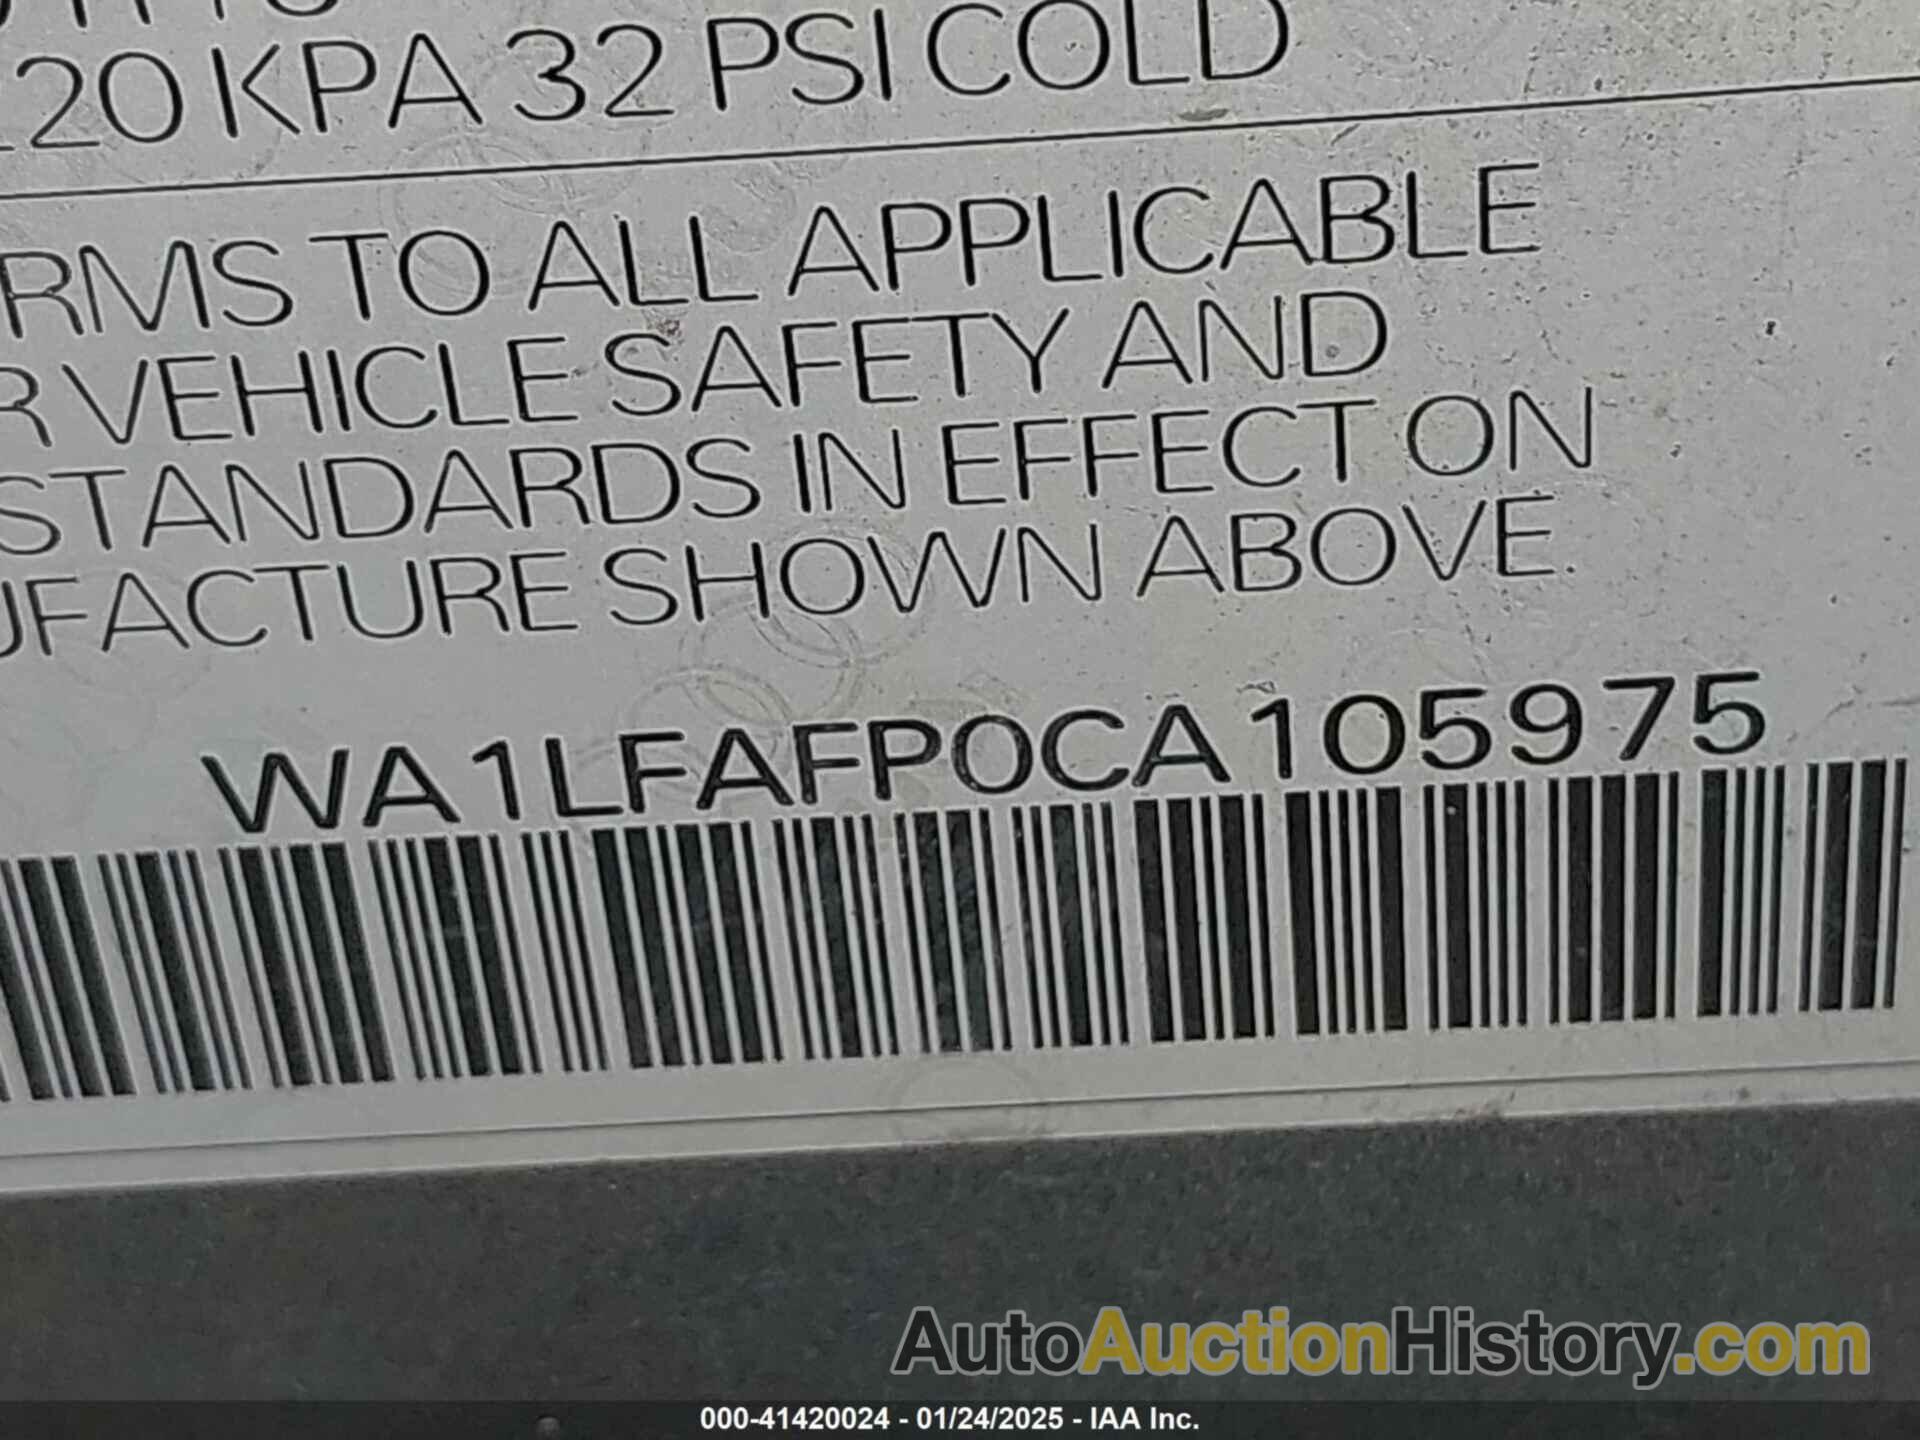 20 KPA 32 PSI COLD
RMS TO ALL APPLICABLE
R VEHICLE SAFETY AND
STANDARDS IN EFFECT ON
UFACTURE SHOWN ABOVE.
WA1LFAFP0CA105975
AutoAuctionHistory.com
000-41420024 - 01/24/2025 - IAA Inc.